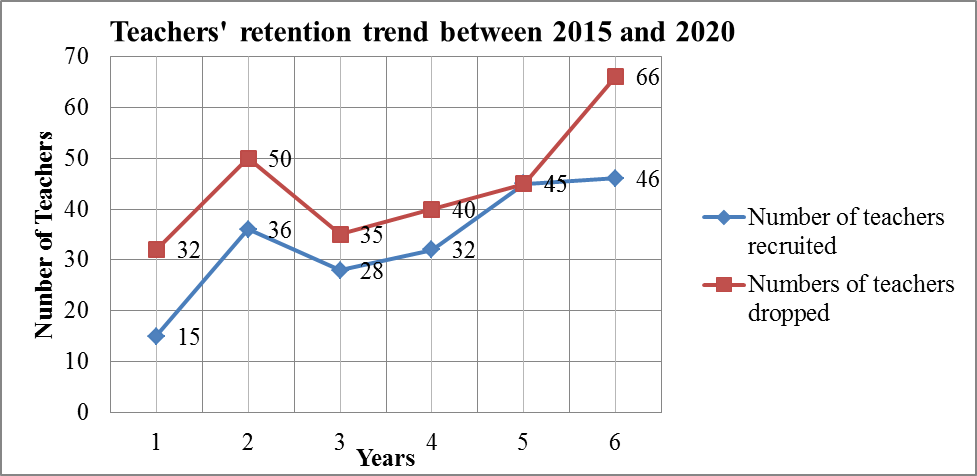 Teachers' retention trend between 2015 and 2020
70
60
50
40
30
20
10
0
Nunber of Teachers
32
50
35
40
45
66
15
36
28
32
45
46
1 2 3 4 5 6
Years
Number of teachers
recruited
Numbers of teachers
dropped